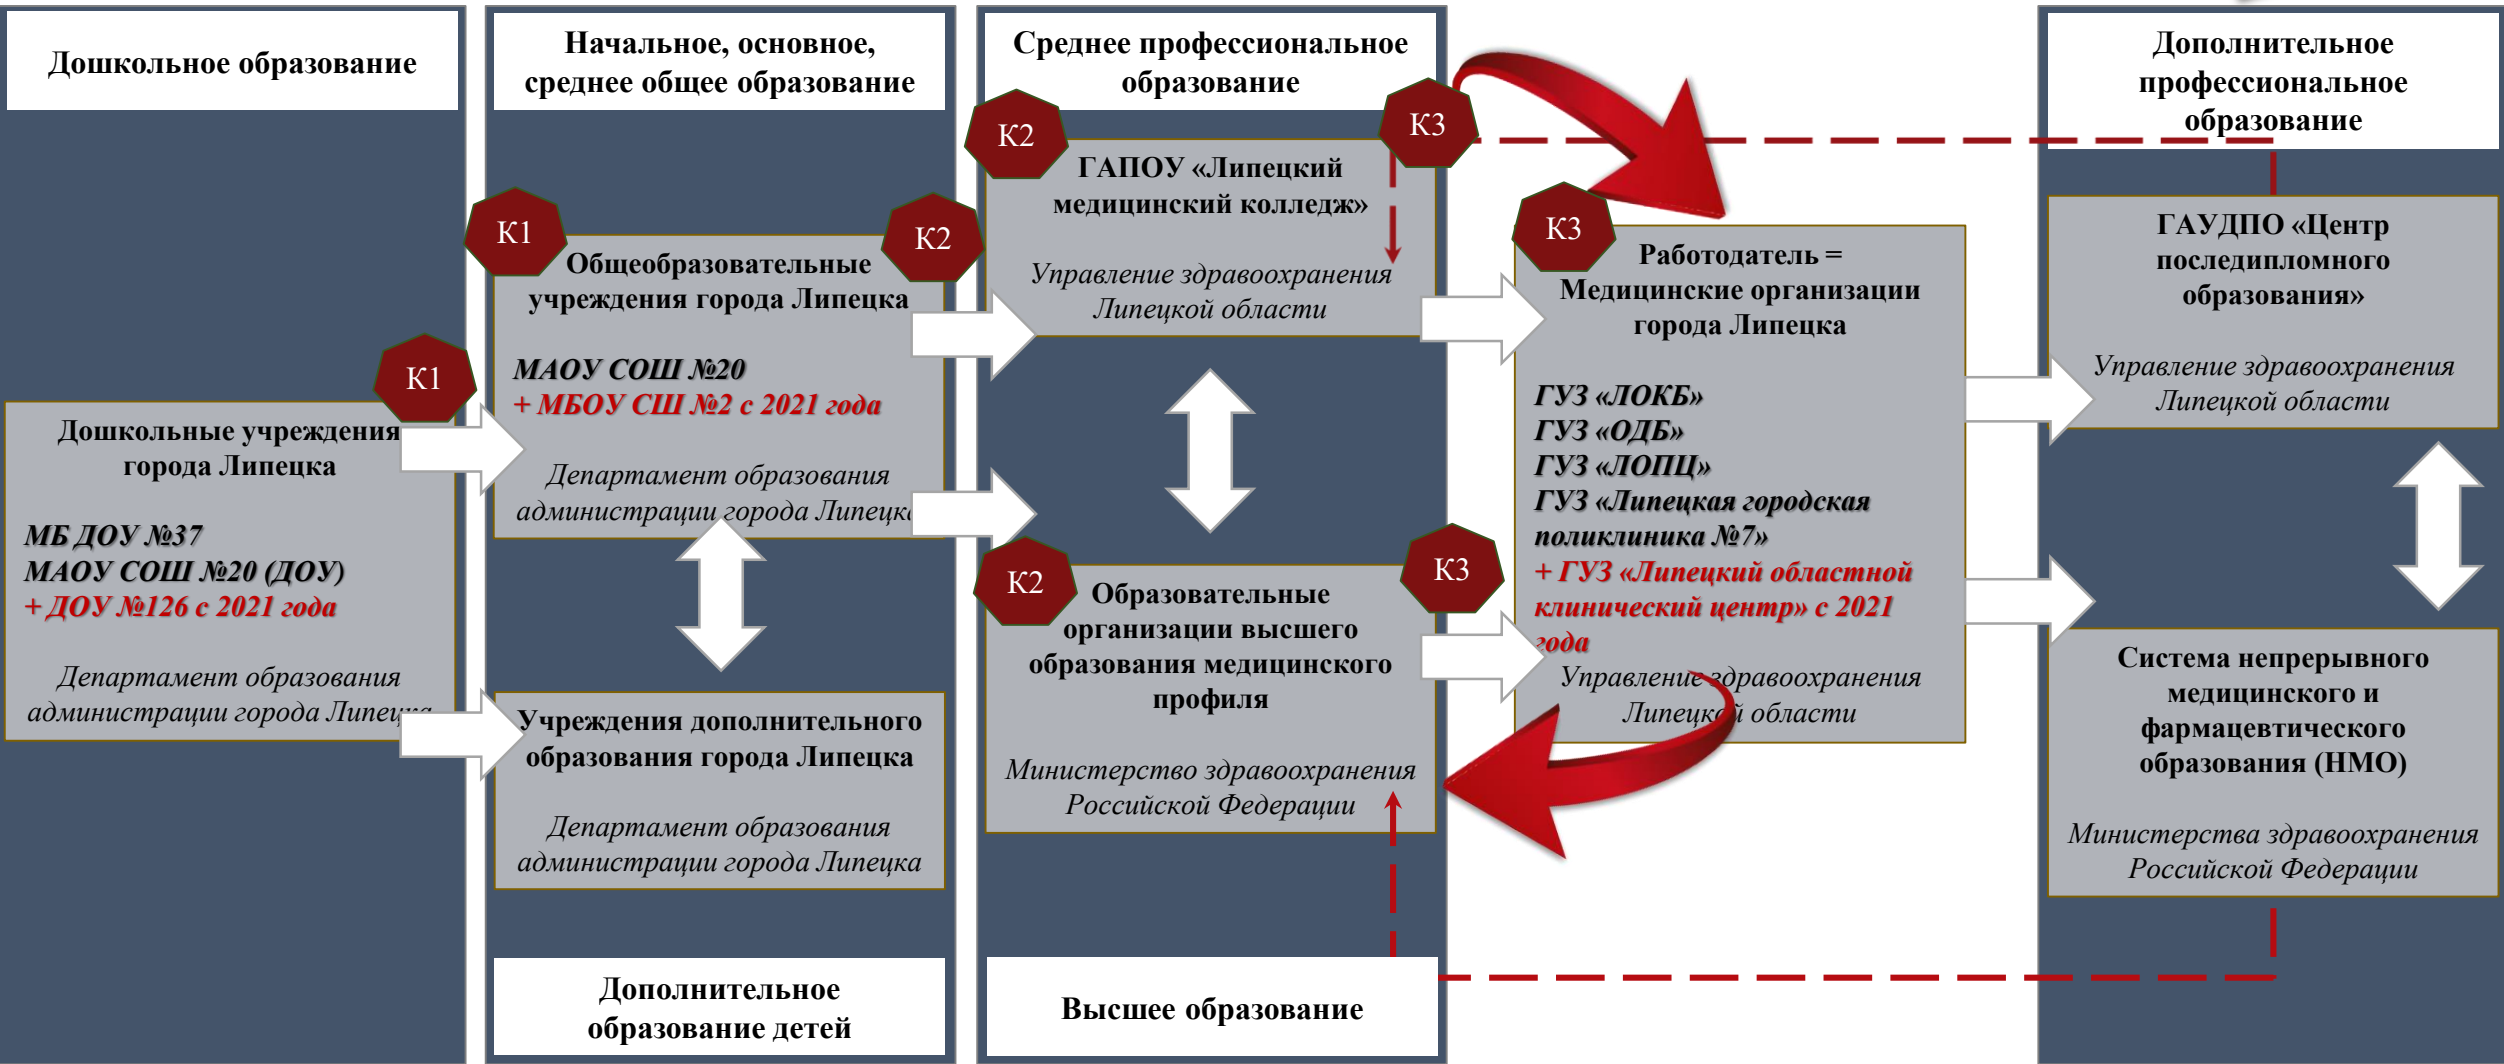 Дошкольное образование
К1
Дошкольные учреждения
города Липецка
МБ ДОУ №37
МАОУ СОШ №20 (ДОУ)
+ ДОУ №126 с 2021 года
Департамент образования
администрации города Липецка
Начальное, основное,
среднее общее образование
К1
К2
Общеобразовательные
учреждения города Липецка
МАОУ СОШ №20
+ МБОУ СШ №2 с 2021 года
Департамент образования
администрации города Липецка
Учреждения дополнительного
образования города Липецка
Департамент образования
администрации города Липецка
Дополнительное
образование детей
Среднее профессиональное
образование
К2
К3
ГАПОУ «Липецкий
медицинский колледж»
Управление здравоохранения
Липецкой области
К2
К3
Образовательные
организации высшего
образования медицинского
профиля
Министерство здравоохранения
Российской Федерации
Высшее образование
К3
Работодатель =
Медицинские организации
города Липецка
ГУЗ «ЛОКБ»
ГУЗ «ОДБ»
ГУЗ «ЛОПЦ»
ГУЗ «Липецкая городская
поликлиника №7»
+ ГУЗ «Липецкий областной
клинический центр» с 2021
года
Управление здравоохранения
Липецкой области
Дополнительное
профессиональное
образование
ГАУДПО «Центр
последипломного
образования»
Управление здравоохранения
Липецкой области
Система непрерывного
медицинского и
фармацевтического
образования (НМО)
Министерства здравоохранения
Российской Федерации